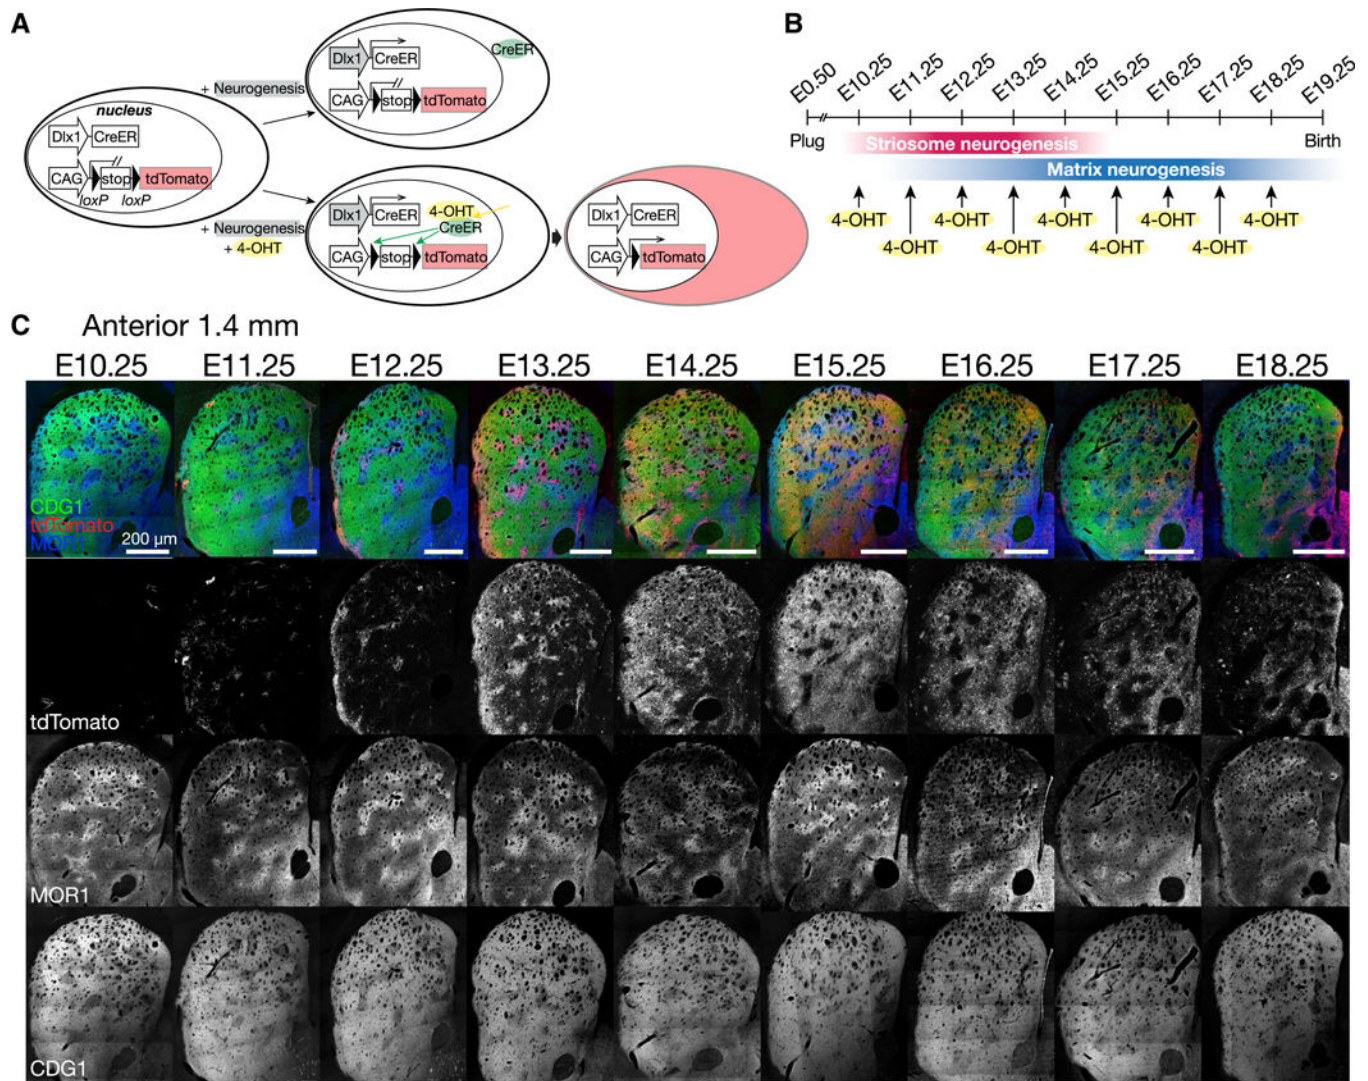 A
nucleus
Dlx1 CreER
CAG stop tdTomato
loxP loxP
+ Neurogenesis
Dlx1 CreER
CreER
CAG stop tdTomato
+ Neurogenesis
+ 4-OHT
Dlx1 CreER
4-OHT
CreER
CAG stop tdTomato
Dlx1 CreER
CAG tdTomato
B
E0.50 E10.25 E11.25 E12.25 E13.25 E14.25 E15.25 E16.25 E17.25 E18.25 E19.25
Plug Birth
Striosome neurogenesis
Matrix neurogenesis
4-OHT 4-OHT 4-OHT 4-OHT 4-OHT
4-OHT 4-OHT 4-OHT 4-OHT
C Anterior 1.4 mm
E10.25 E11.25 E12.25 E13.25 E14.25 E15.25 E16.25 E17.25 E18.25
CDG1
tdTomato
MOR1
200 µm
tdTomato
MOR1
CDG1